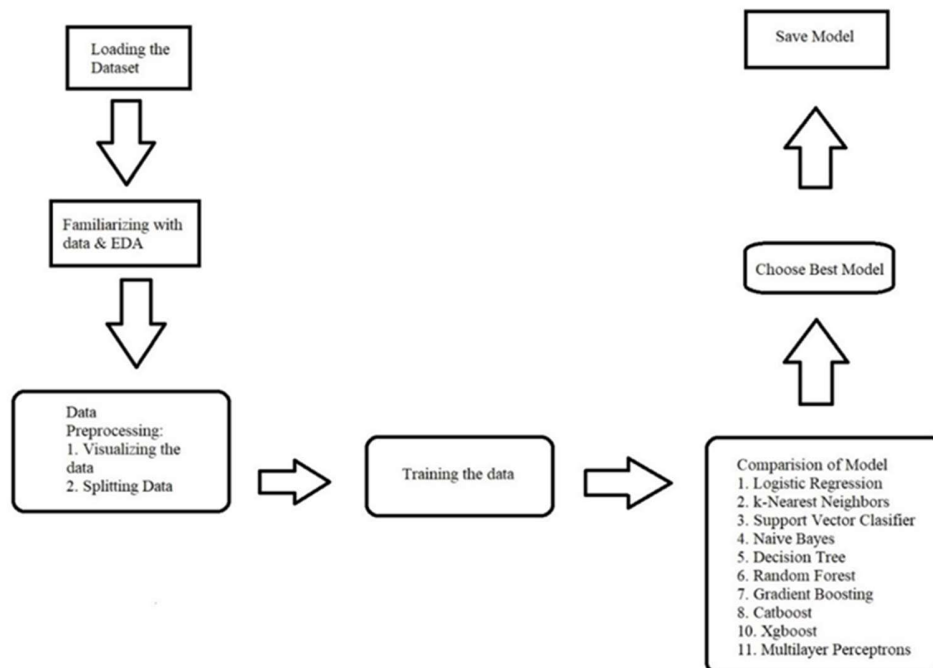 Loading the
Dataset
Familiarizing with
data & EDA
Data
Preprocessing:
1. Visualizing the
data
2. Splitting Data
Training the data
Comparision of Model
1. Logistic Regression
2. k-Nearest Neighbors
3. Support Vector Clasifier
4. Naive Bayes
5. Decision Tree
6. Random Forest
7. Gradient Boosting
8. Catboost
10. Xgboost
11. Multilayer Perceptrons
Choose Best Model
Save Model